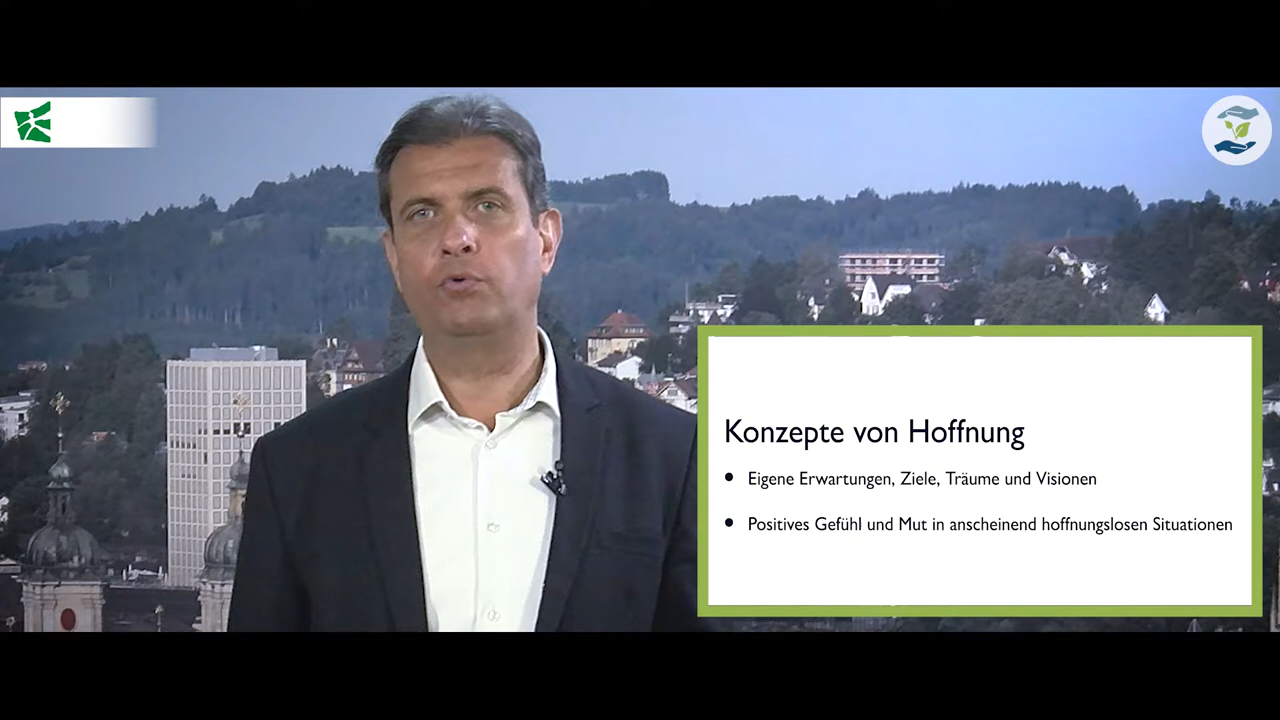 Konzepte von Hoffnung
• Eigene Erwartungen, Ziele, Träume und Visionen
• Positives Gefühl und Mut in anscheinend hoffnungslosen Situationen